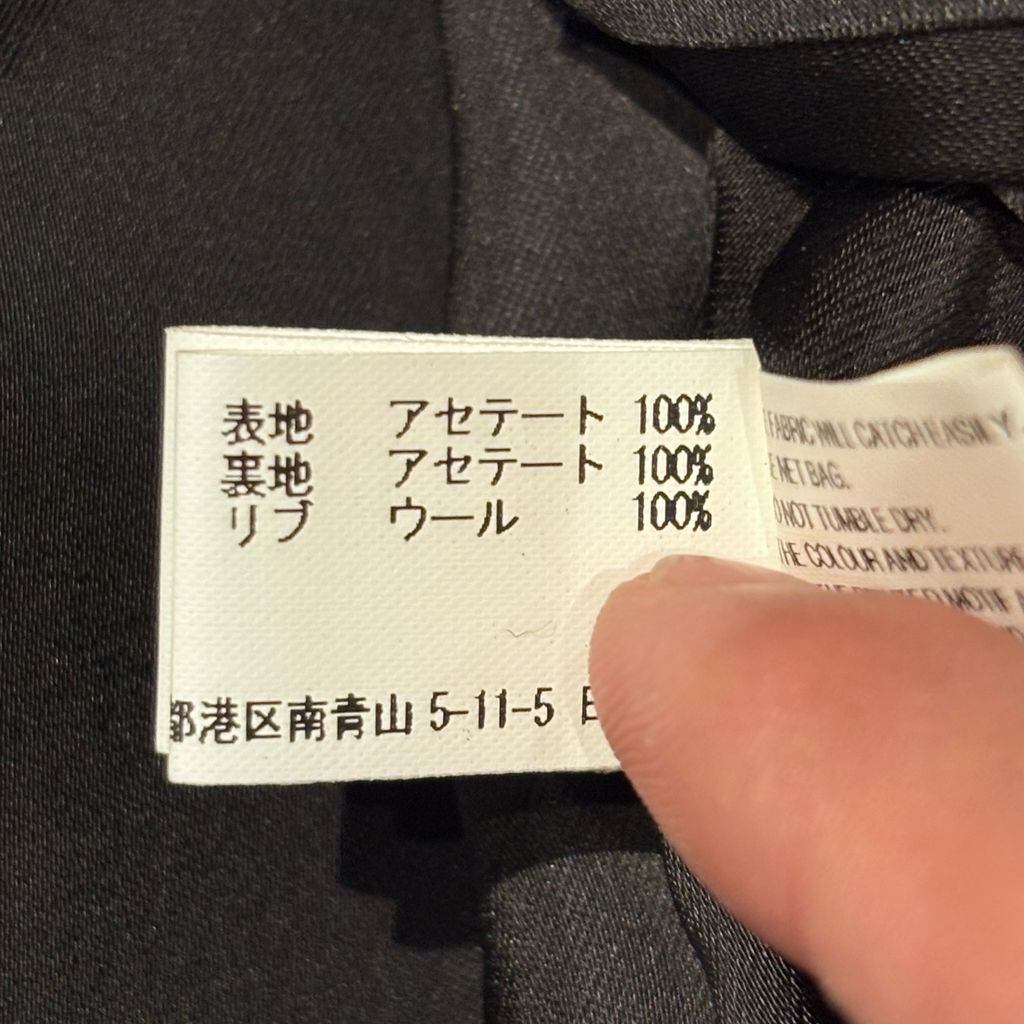 表地 アセテート 100%
裏地 アセテート 100%
リブ ウール 100%
都港区南青山 5-11-5
FABRIC WILL CATCH EASILY
NET BAG.
NOT TUMBLE DRY.
THE COLOUR AND TEXTURE
MOTIF